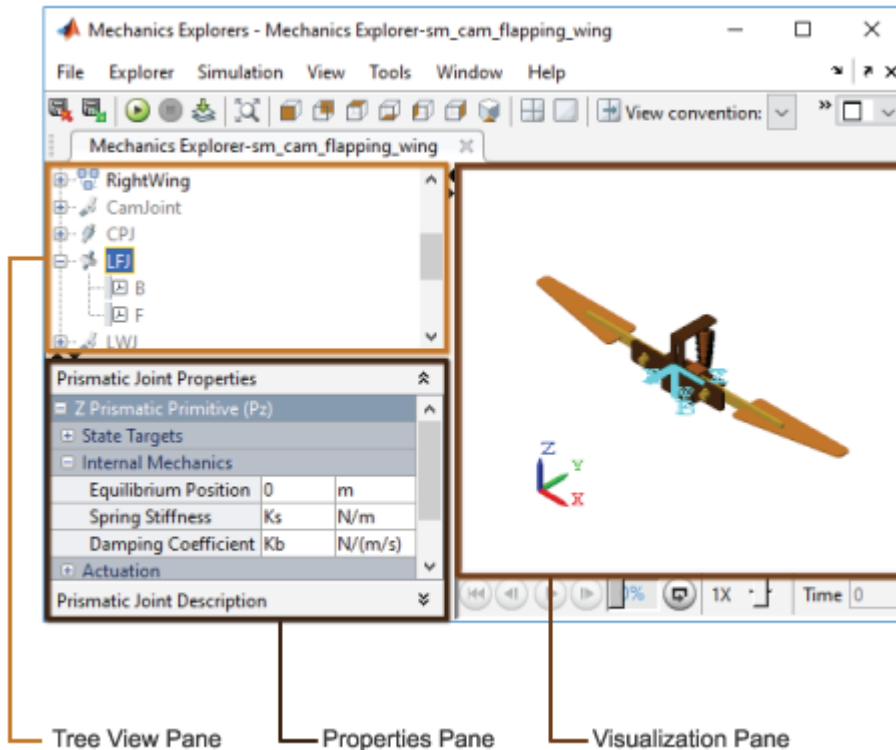 Mechanics Explorers - Mechanics Explorer-sm_cam_flapping_wing
File Explorer Simulation View Tools Window Help
View convention:
Mechanics Explorer-sm_cam_flapping_wing
RightWing
CamJoint
CPJ
LFJ
B
F
LWJ
Prismatic Joint Properties
Z Prismatic Primitive (Pz)
State Targets
Internal Mechanics
Equilibrium Position 0 m
Spring Stiffness Ks N/m
Damping Coefficient Kb N/(m/s)
Actuation
Prismatic Joint Description
Z
Y
X
1X Time 0
Tree View Pane Properties Pane Visualization Pane